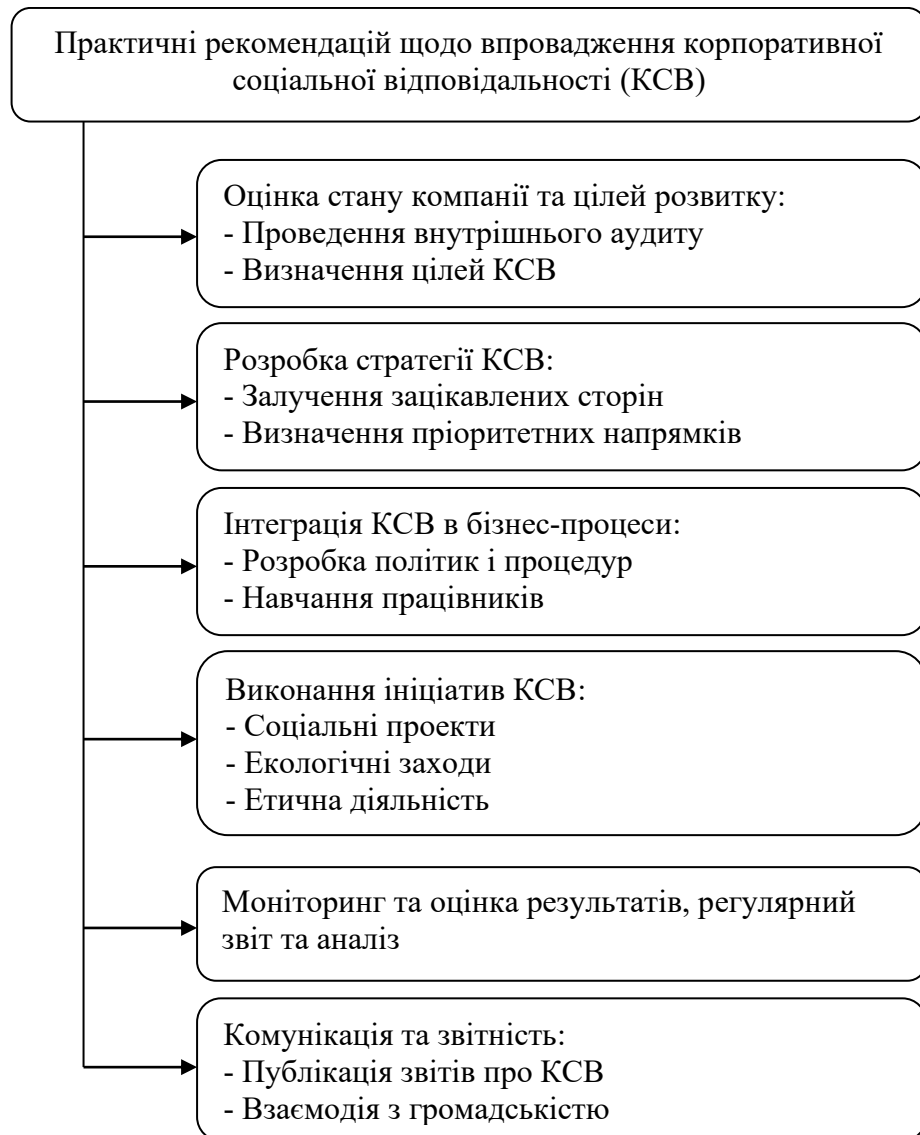 Практичні рекомендацій щодо впровадження корпоративної
соціальної відповідальності (КСВ)
Оцінка стану компанії та цілей розвитку:
- Проведення внутрішнього аудиту
- Визначення цілей КСВ
Розробка стратегії КСВ:
- Залучення зацікавлених сторін
- Визначення пріоритетних напрямків
Інтеграція КСВ в бізнес-процеси:
- Розробка політик і процедур
- Навчання працівників
Виконання ініціатив КСВ:
- Соціальні проекти
- Екологічні заходи
- Етична діяльність
Моніторинг та оцінка результатів, регулярний
звіт та аналіз
Комунікація та звітність:
- Публікація звітів про КСВ
- Взаємодія з громадськістю